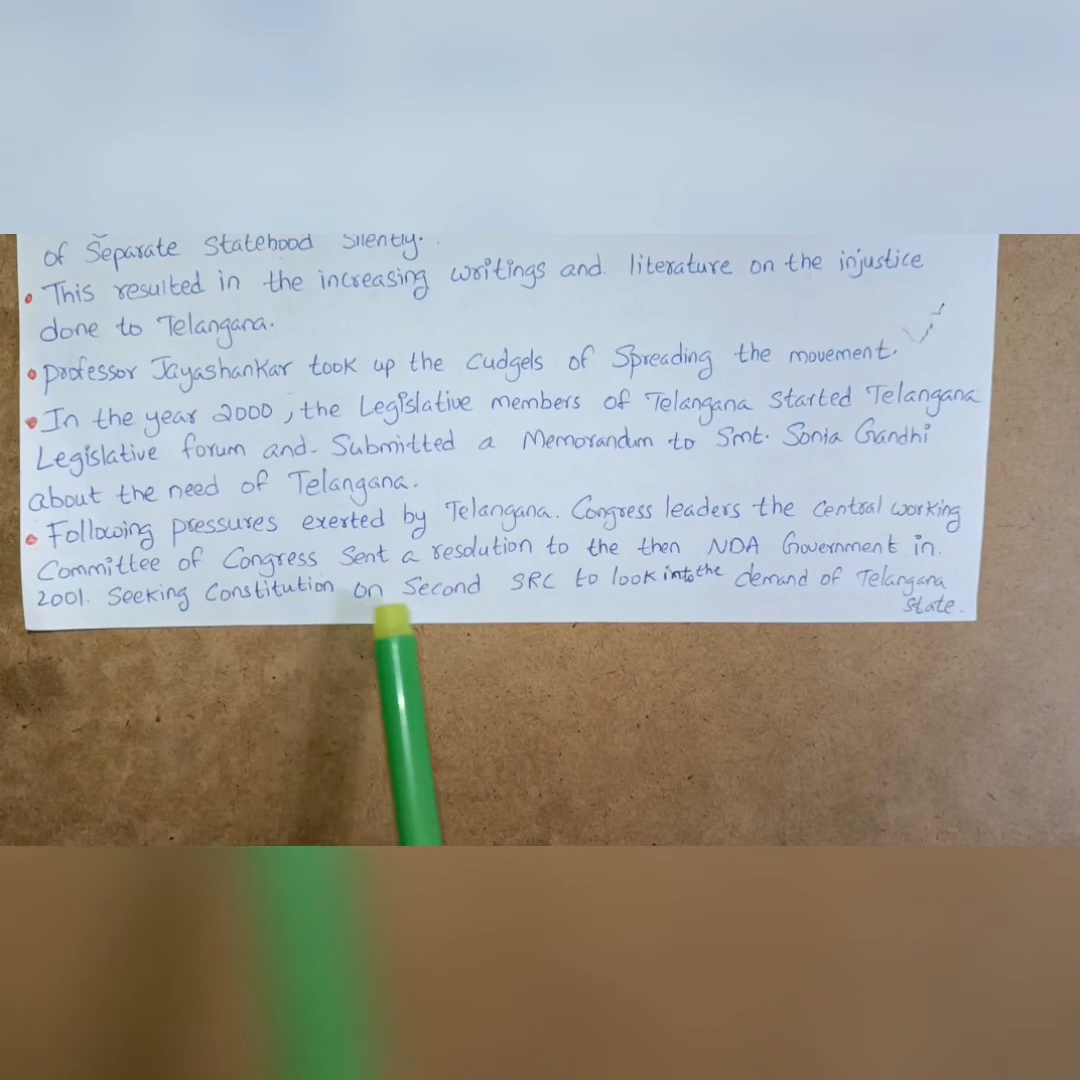 of Separate Statehood Silently.
• This resulted in the increasing writings and literature on the injustice
done to Telangana.
• professor Jayashankar took up the cudgels of Spreading the movement.
• In the year 2000, the Legislative members of Telangana Started Telangana
Legislative forum and Submitted a Memorandm to Smt. Sonia Gandhi
about the need of Telangana.
• Following pressures exerted by Telangana. Congress leaders the central working
Committee of Congress Sent a resolution to the then NDA Government in.
2001. Seeking Constitution on Second SRC to look into the demand of Telangana
State.